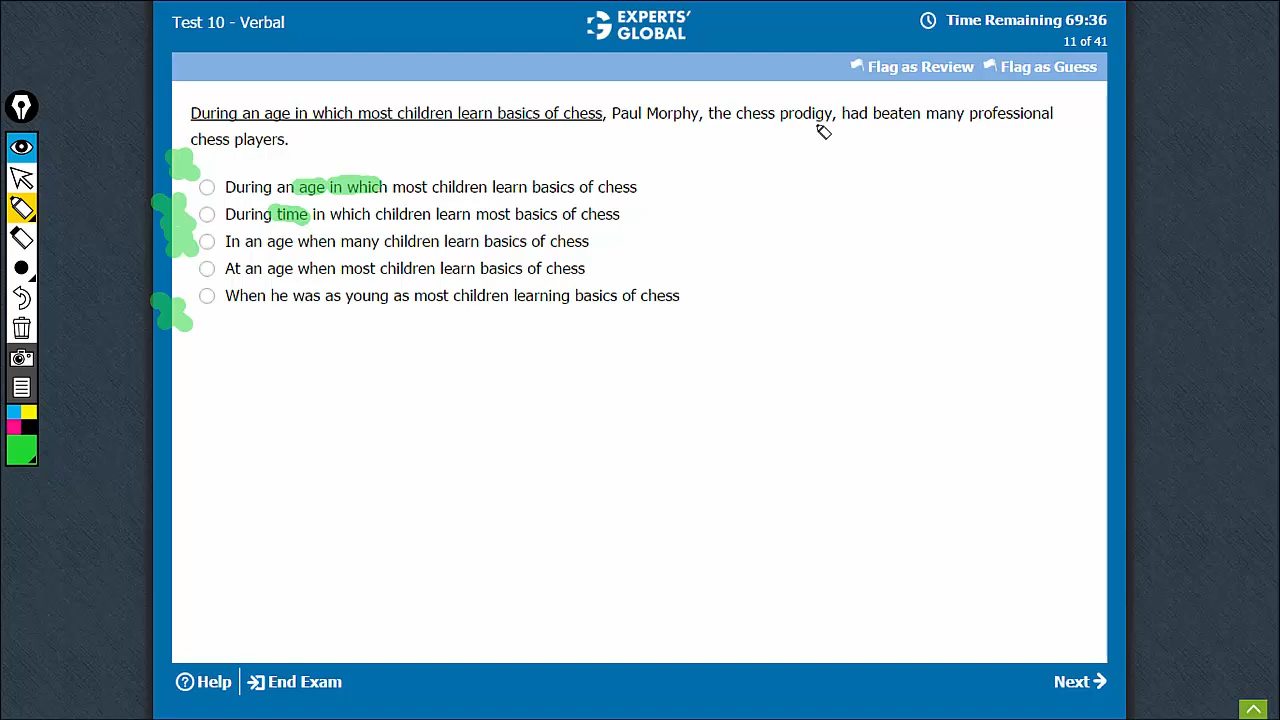 Test 10 - Verbal
EXPERTS'
GLOBAL
Time Remaining 69:36
11 of 41
Flag as Review
Flag as Guess
During an age in which most children learn basics of chess, Paul Morphy, the chess prodigy, had beaten many professional
chess players.
During an age in which most children learn basics of chess
During time in which children learn most basics of chess
In an age when many children learn basics of chess
At an age when most children learn basics of chess
When he was as young as most children learning basics of chess
Help
End Exam
Next